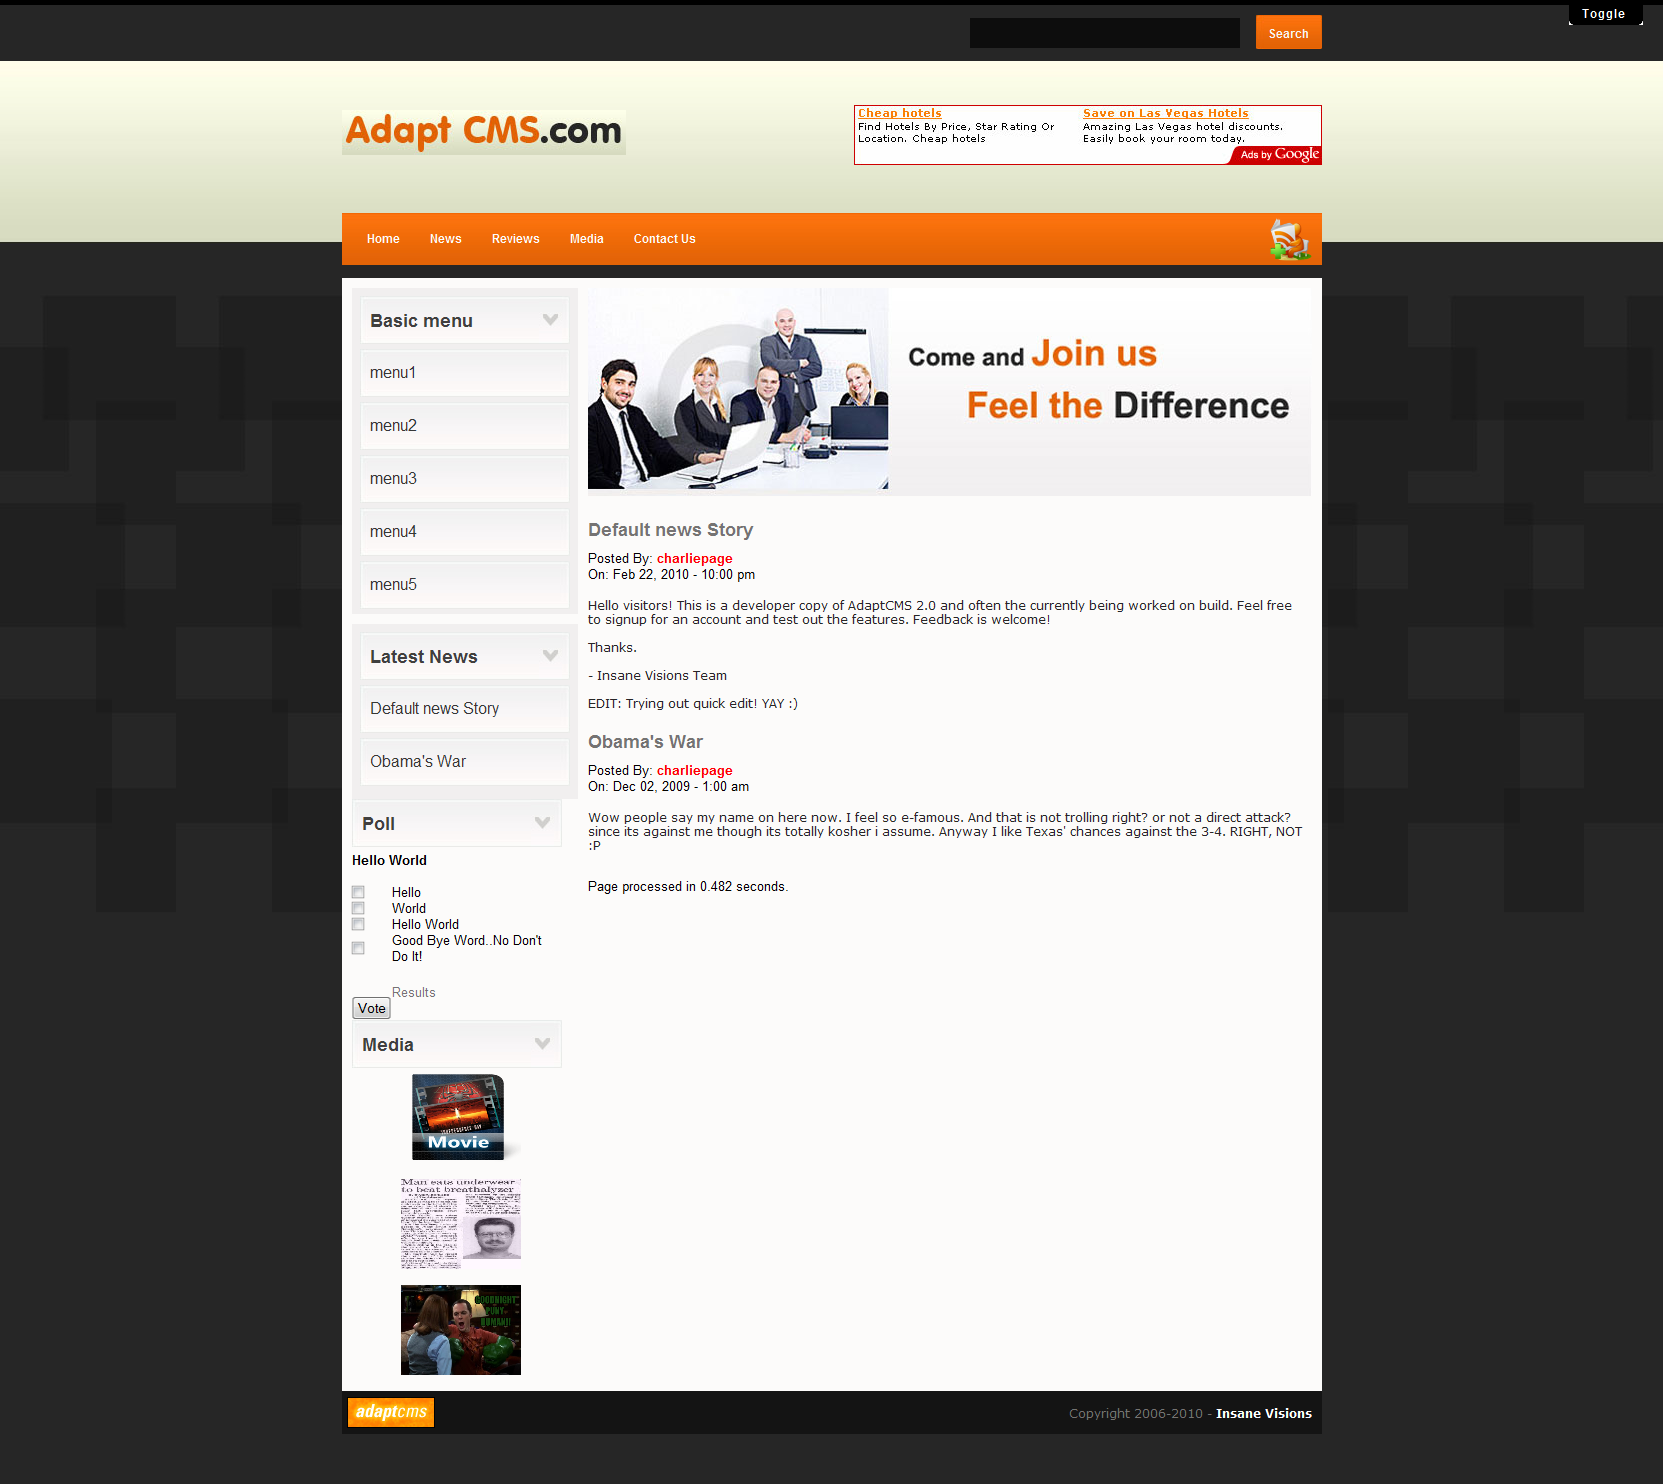 Toggle
Search
Adapt CMS.com
Cheap hotels
Find Hotels By Price, Star Rating Or
Location. Cheap hotels
Save on Las Vegas Hotels
Amazing Las Vegas hotel discounts.
Easily book your room today.
Ads by Google
Home News Reviews Media Contact Us
Basic menu
menu1
menu2
menu3
menu4
menu5
Latest News
Default news Story
Obama's War
Poll
Hello World
Hello
World
Hello World
Good Bye Word..No Don't
Do It!
Results
Vote
Media
Movie
Man eats underwear
to beat breathalyzer
GOODNIGHT
PUNY
HUMANS!
Come and Join us
Feel the Difference
Default news Story
Posted By: charliepage
On: Feb 22, 2010 - 10:00 pm
Hello visitors! This is a developer copy of AdaptCMS 2.0 and often the currently being worked on build. Feel free
to signup for an account and test out the features. Feedback is welcome!
Thanks.
- Insane Visions Team
EDIT: Trying out quick edit! YAY :)
Obama's War
Posted By: charliepage
On: Dec 02, 2009 - 1:00 am
Wow people say my name on here now. I feel so e-famous. And that is not trolling right? or not a direct attack?
since its against me though its totally kosher i assume. Anyway I like Texas' chances against the 3-4. RIGHT, NOT
:P
Page processed in 0.482 seconds.
adaptcms
Copyright 2006-2010 - Insane Visions